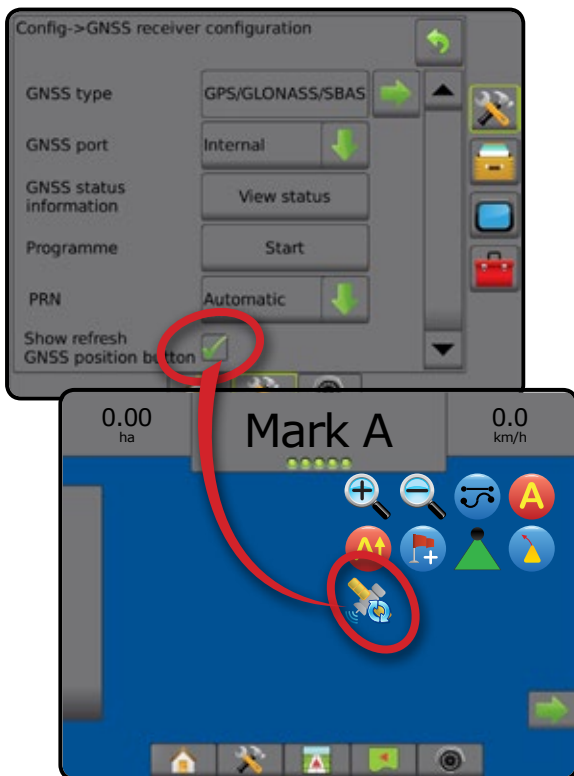 Config->GNSS receiver configuration
GNSS type
GPS/GLONASS/SBAS
GNSS port
Internal
GNSS status
information
View status
Programme
Start
PRN
Automatic
Show refresh
GNSS position button
0.00
ha
Mark A
0.0
km/h
A
A